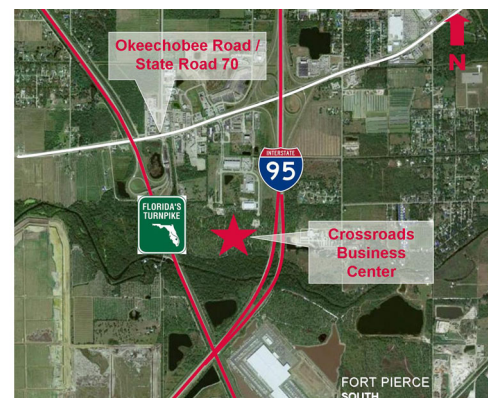 Okeechobee Road /
State Road 70
N
INTERSTATE
95
FLORIDA'S
TURNPIKE
Crossroads
Business
Center
FORT PIERCE
SOUTH